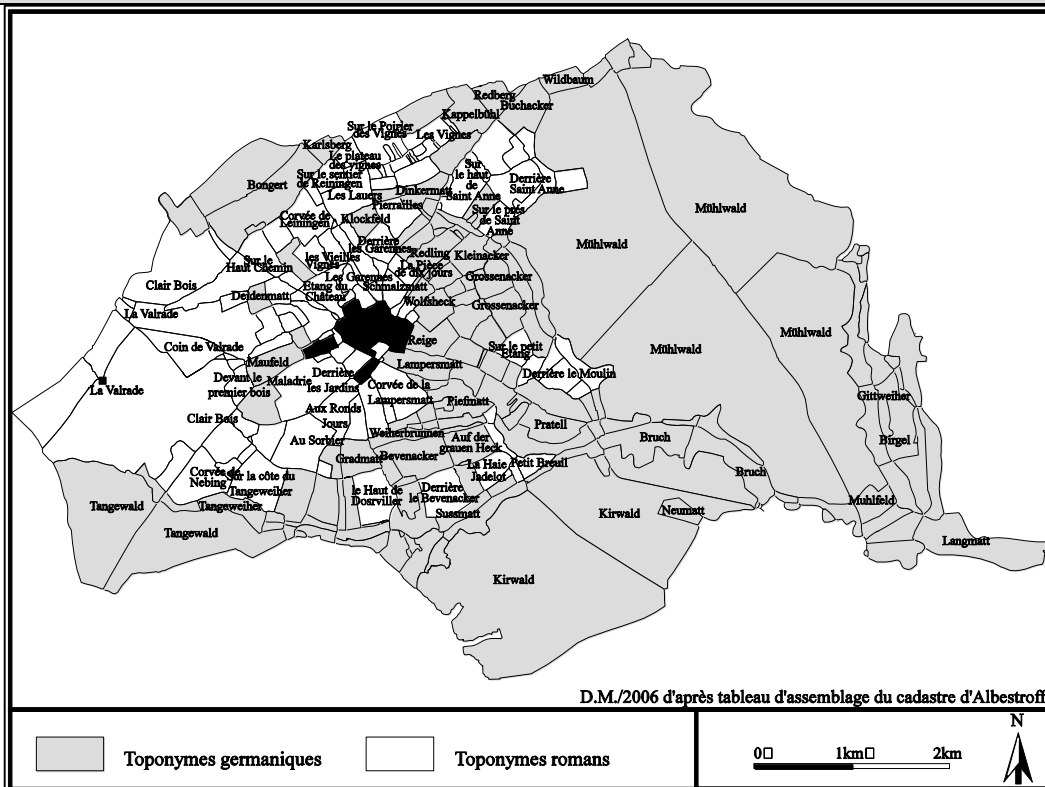 Wildbaum
Redberg
Buchacker
Kappelbühl
Sur le Poirier
des Vignes
Les Vignes
Karlsberg
Le plateau
des vignes
Sur le sentier
de Reiningen
Sur
le haut
de
Saint Anne
Derrière
Saint Anne
Bongert
Les Lauers
Dinkermatt
Pierrailles
Mühlwald
Corvée de
Leiningen
Klockfeld
Sur le prés
de Saint
Anne
Mühlwald
Derrière
les Garennes
Redling
Kleinacker
Sur le
Haut Chemin
les Vieilles
Vignes
La Pièce
de dix jours
Les Garennes
Grossenacker
Clair Bois
Etang du
Château
Schmalzmatt
Deidenmatt
Wolfsheck
Grossenacker
La Valrade
Mühlwald
Reige
Coin de Valrade
Sur le petit
Etang
Mühlwald
Maufeld
Lampersmatt
Derrière
les Jardins
Derrière le Moulin
Devant le
premier bois
Maladrie
La Valrade
Corvée de la
Lampersmatt
Gittweiher
Piefmatt
Aux Ronds
Jours
Clair Bois
Pratell
Weiherbrunnen
Auf der
grauen Heck
Bruch
Birgel
Au Sorbier
Gradmatt
Bevenacker
La Haie
Jadelot
Petit Breuil
Bruch
Corvée de
Nebing
Sur la côte du
Tangeweiher
le Haut de
Dosrviller
Derrière
le Bevenacker
Muhlfeld
Tangewald
Tangeweiher
Sussmatt
Kirwald
Neumatt
Tangewald
Langmatt
Kirwald
D.M./2006 d'après tableau d'assemblage du cadastre d'Albestroff
Toponymes germaniques
Toponymes romans
0 1km 2km
N